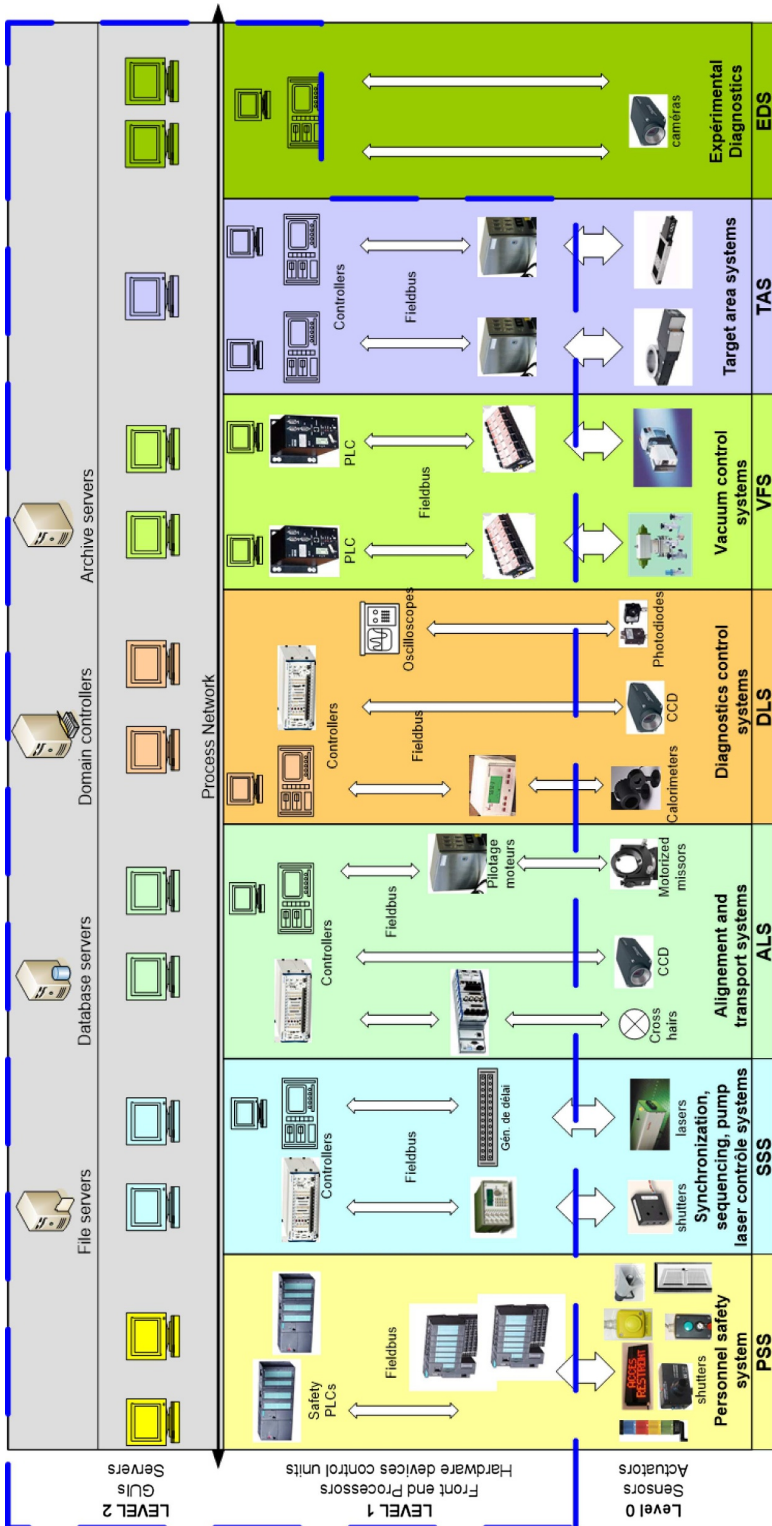 File servers
Database servers
Domain controllers
Archive servers
LEVEL 2
GUIs
Servers
Process Network
LEVEL 1
Front end Processors
Hardware devices control units
Safety
PLCs
Fieldbus
Controllers
Fieldbus
Gén. de délai
Controllers
Fieldbus
Pilotage
moteurs
Controllers
Fieldbus
Oscilloscopes
PLC
PLC
Fieldbus
Controllers
Fieldbus
Level 0
Sensors
Actuators
ACCES
RESTREINT
shutters
shutters
lasers
Cross
hairs
CCD
Motorized
missors
Calorimeters
CCD
Photodiodes
caméras
Personnel safety
system
Synchronization,
sequencing, pump
laser contrôle systems
Alignement and
transport systems
Diagnostics control
systems
Vacuum control
systems
Target area systems
Expérimental
Diagnostics
PSS
SSS
ALS
DLS
VFS
TAS
EDS